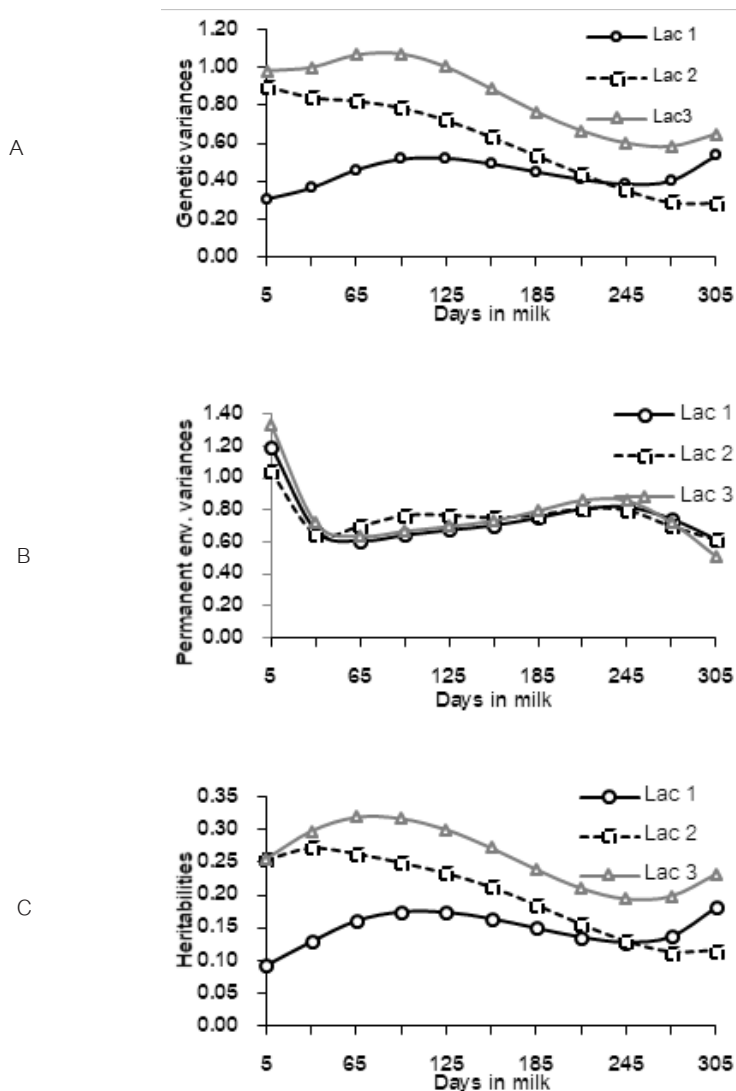 A
Genetic variances
1.20
1.00
0.80
0.60
0.40
0.20
0.00
Lac 1
Lac 2
Lac3
5 65 125 185 245 305
Days in milk
B
Permanent env. variances
1.40
1.20
1.00
0.80
0.60
0.40
0.20
0.00
Lac 1
Lac 2
Lac 3
5 65 125 185 245 305
Days in milk
C
Heritabilities
0.35
0.30
0.25
0.20
0.15
0.10
0.05
0.00
Lac 1
Lac 2
Lac 3
5 65 125 185 245 305
Days in milk